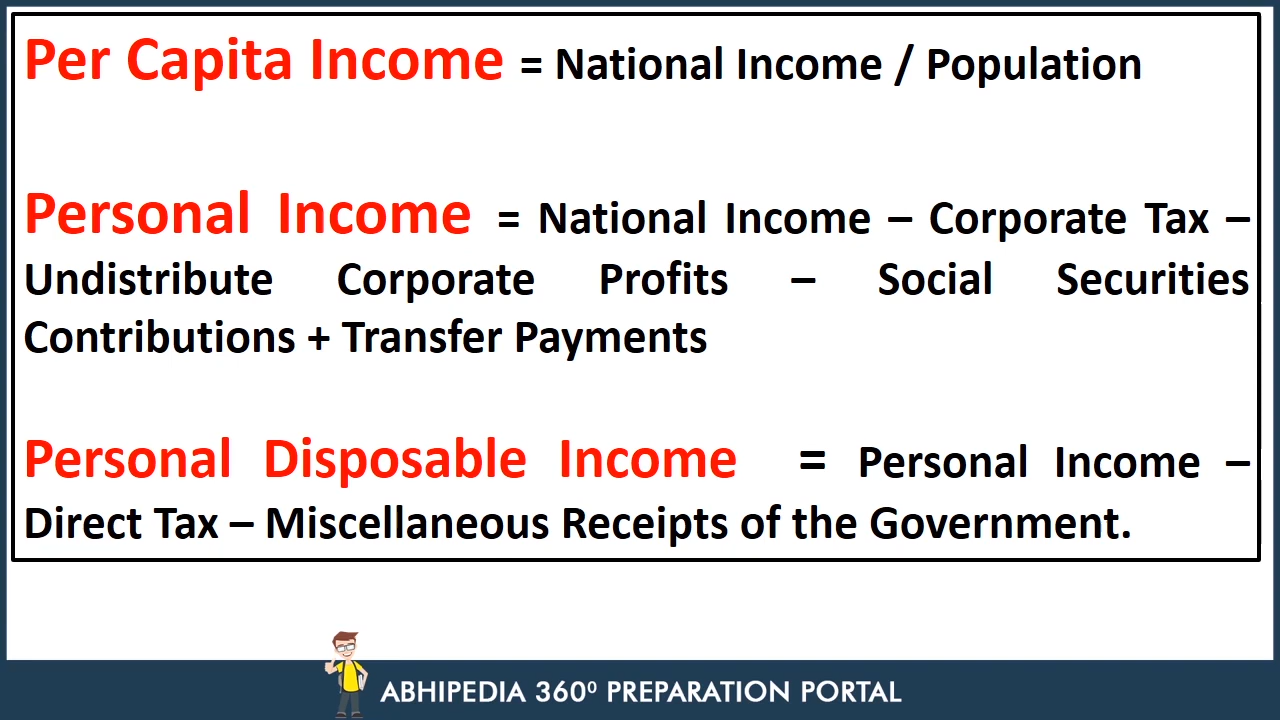 Per Capita Income = National Income / Population
Personal Income = National Income – Corporate Tax –
Undistribute Corporate Profits – Social Securities
Contributions + Transfer Payments
Personal Disposable Income = Personal Income –
Direct Tax – Miscellaneous Receipts of the Government.
ABHIPEDIA 360⁰ PREPARATION PORTAL